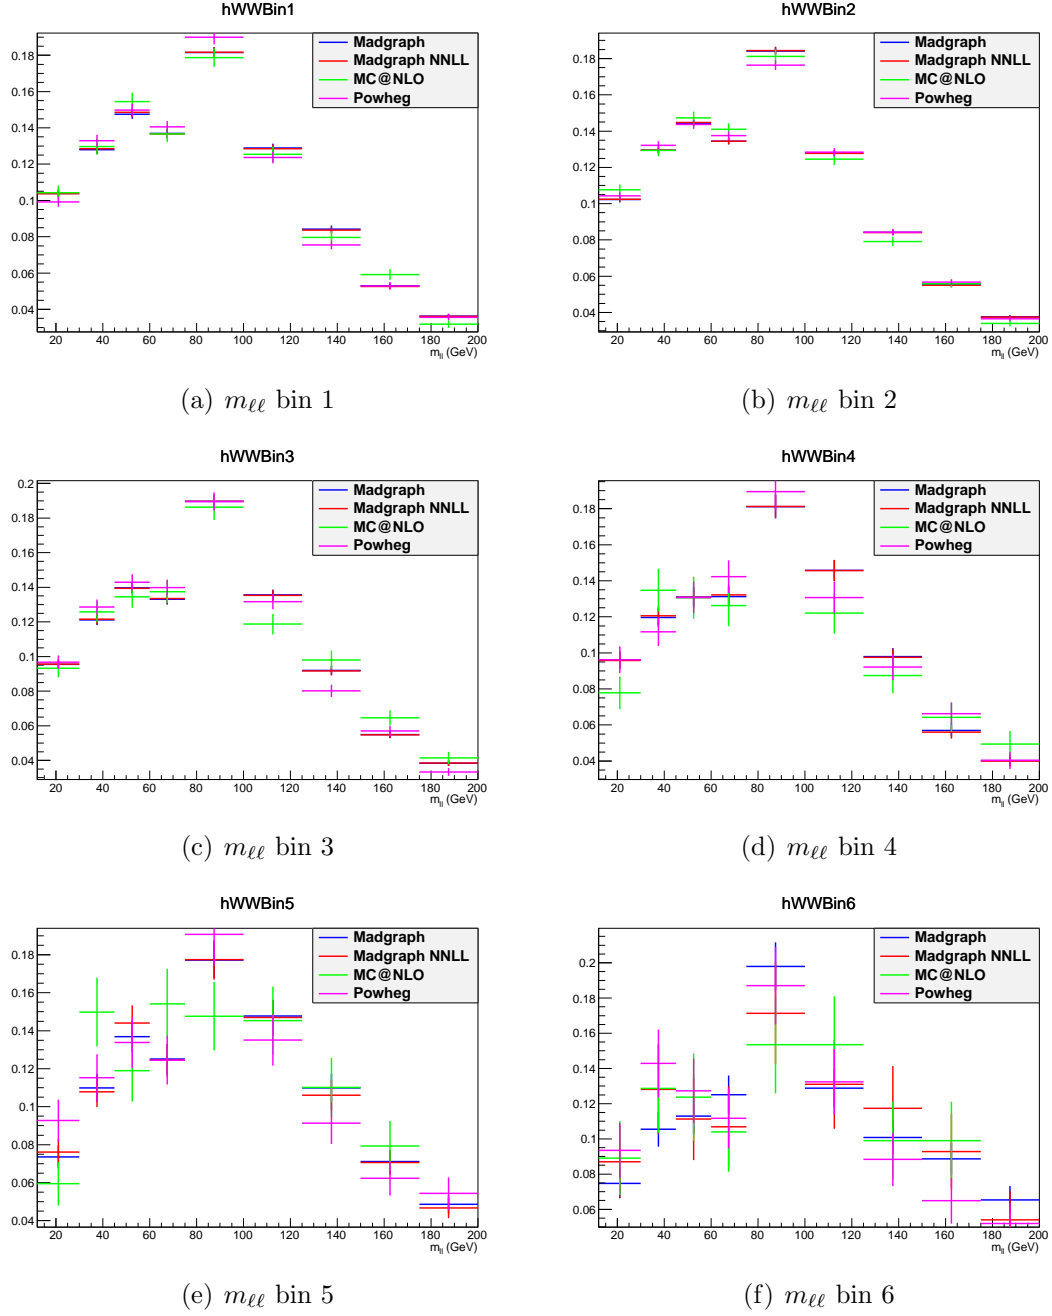 hWWBin1
0.18
0.16
0.14
0.12
0.1
0.08
0.06
0.04
Madgraph
Madgraph NNLL
MC@NLO
Powheg
20 40 60 80 100 120 140 160 180 200
m_ll (GeV)
(a) mℓℓ bin 1
hWWBin2
0.18
0.16
0.14
0.12
0.1
0.08
0.06
0.04
Madgraph
Madgraph NNLL
MC@NLO
Powheg
20 40 60 80 100 120 140 160 180 200
m_ll (GeV)
(b) mℓℓ bin 2
hWWBin3
0.2
0.18
0.16
0.14
0.12
0.1
0.08
0.06
0.04
Madgraph
Madgraph NNLL
MC@NLO
Powheg
20 40 60 80 100 120 140 160 180 200
m_ll (GeV)
(c) mℓℓ bin 3
hWWBin4
0.18
0.16
0.14
0.12
0.1
0.08
0.06
0.04
Madgraph
Madgraph NNLL
MC@NLO
Powheg
20 40 60 80 100 120 140 160 180 200
m_ll (GeV)
(d) mℓℓ bin 4
hWWBin5
0.18
0.16
0.14
0.12
0.1
0.08
0.06
0.04
Madgraph
Madgraph NNLL
MC@NLO
Powheg
20 40 60 80 100 120 140 160 180 200
m_ll (GeV)
(e) mℓℓ bin 5
hWWBin6
0.2
0.18
0.16
0.14
0.12
0.1
0.08
0.06
Madgraph
Madgraph NNLL
MC@NLO
Powheg
20 40 60 80 100 120 140 160 180 200
m_ll (GeV)
(f) mℓℓ bin 6